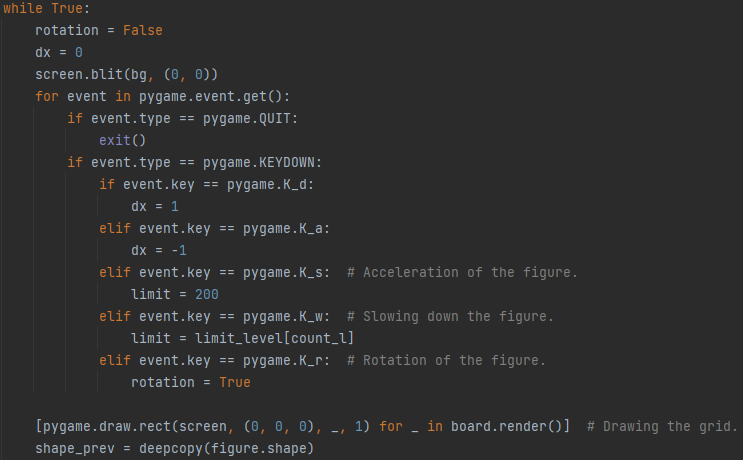 while True:
    rotation = False
    dx = 0
    screen.blit(bg, (0, 0))
    for event in pygame.event.get():
        if event.type == pygame.QUIT:
            exit()
        if event.type == pygame.KEYDOWN:
            if event.key == pygame.K_d:
                dx = 1
            elif event.key == pygame.K_a:
                dx = -1
            elif event.key == pygame.K_s:  # Acceleration of the figure.
                limit = 200
            elif event.key == pygame.K_w:  # Slowing down the figure.
                limit = limit_level[count_l]
            elif event.key == pygame.K_r:  # Rotation of the figure.
                rotation = True

    [pygame.draw.rect(screen, (0, 0, 0), _, 1) for _ in board.render()]  # Drawing the grid.
    shape_prev = deepcopy(figure.shape)